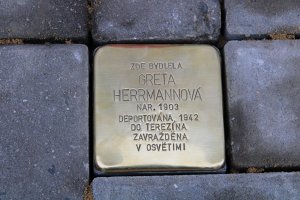 ZDE BYDLELA
GRETA
HERRMANNOVÁ
NAR. 1903
DEPORTOVÁNA 1942
DO TEREZÍNA
ZAVRAŽDĚNA
V OSVĚTIMI